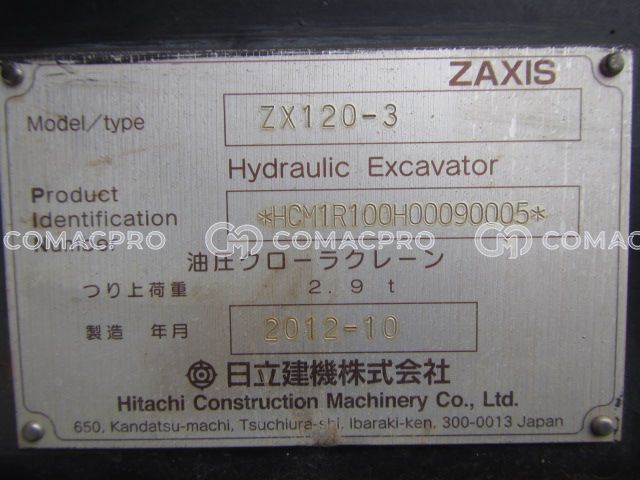 ZAXIS
Model/type ZX120-3
Hydraulic Excavator
Product
Identification *HCM1R100H00090005*
Number
COMACPRO COMACPRO COMACPRO
油圧クローラクレーン
つり上荷重 2.9 t
製造 年月 2012-10
日立建機株式会社
Hitachi Construction Machinery Co., Ltd.
650, Kandatsu-machi, Tsuchiura-shi, Ibaraki-ken, 300-0013 Japan